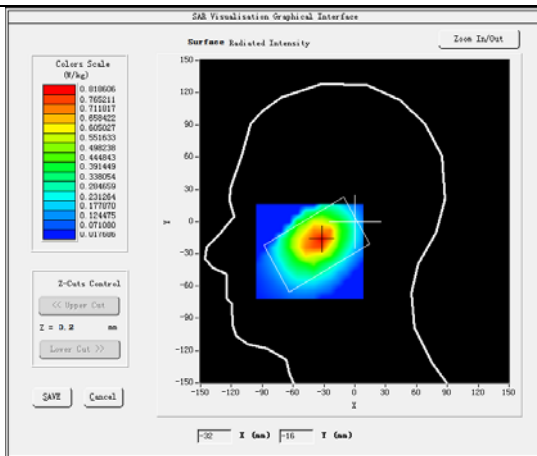 SAR Visualisation Graphical Interface
Surface Radiated Intensity
Zoom In/Out
Colors Scale
(W/kg)
0.818606
0.765211
0.711817
0.658422
0.605027
0.551633
0.498238
0.444843
0.391449
0.338054
0.284659
0.231264
0.177870
0.124475
0.071080
0.017686
Z-Cuts Control
<< Upper Cut
Z = 3.2 mm
Lower Cut >>
SAVE Cancel
150
120
90
60
30
0
-30
-60
-90
-120
-150
Y
-150 -120 -90 -60 -30 0 30 60 90 120 150
X
-32 X (mm) -16 Y (mm)